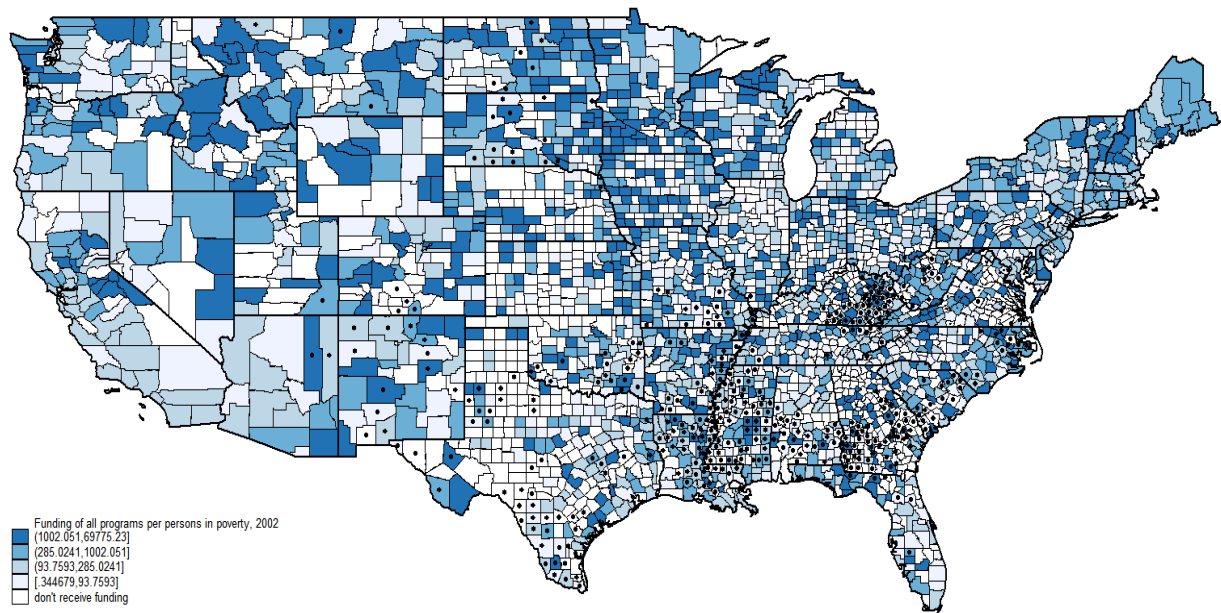 Funding of all programs per persons in poverty, 2002
(1002.051,69775.23]
(285.0241,1002.051]
(93.7593,285.0241]
[.344679,93.7593]
don't receive funding